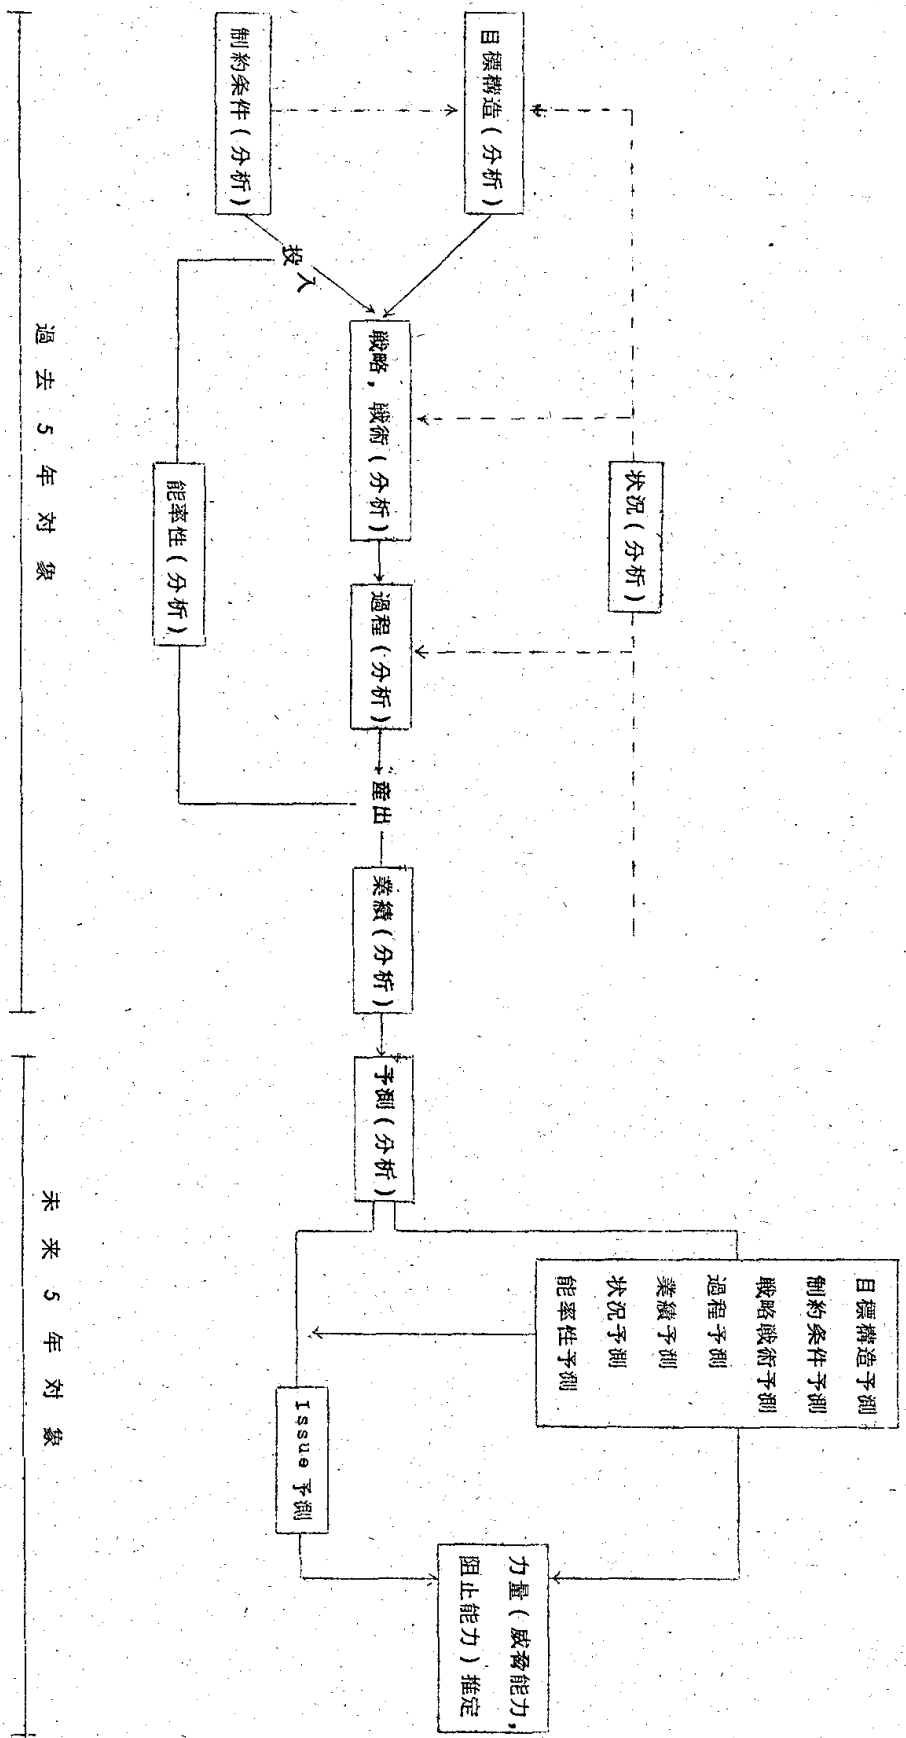 目標構造(分析)
制約条件(分析)
投入
戦略,戦術(分析)
状況(分析)
能率性(分析)
過程(分析)
産出
業績(分析)
予測(分析)
目標構造予測
制約条件予測
戦略戦術予測
過程予測
業績予測
状況予測
能率性予測
Issue 予測
力量(威脅能力,
阻止能力)推定
過去5年対象
未来5年対象